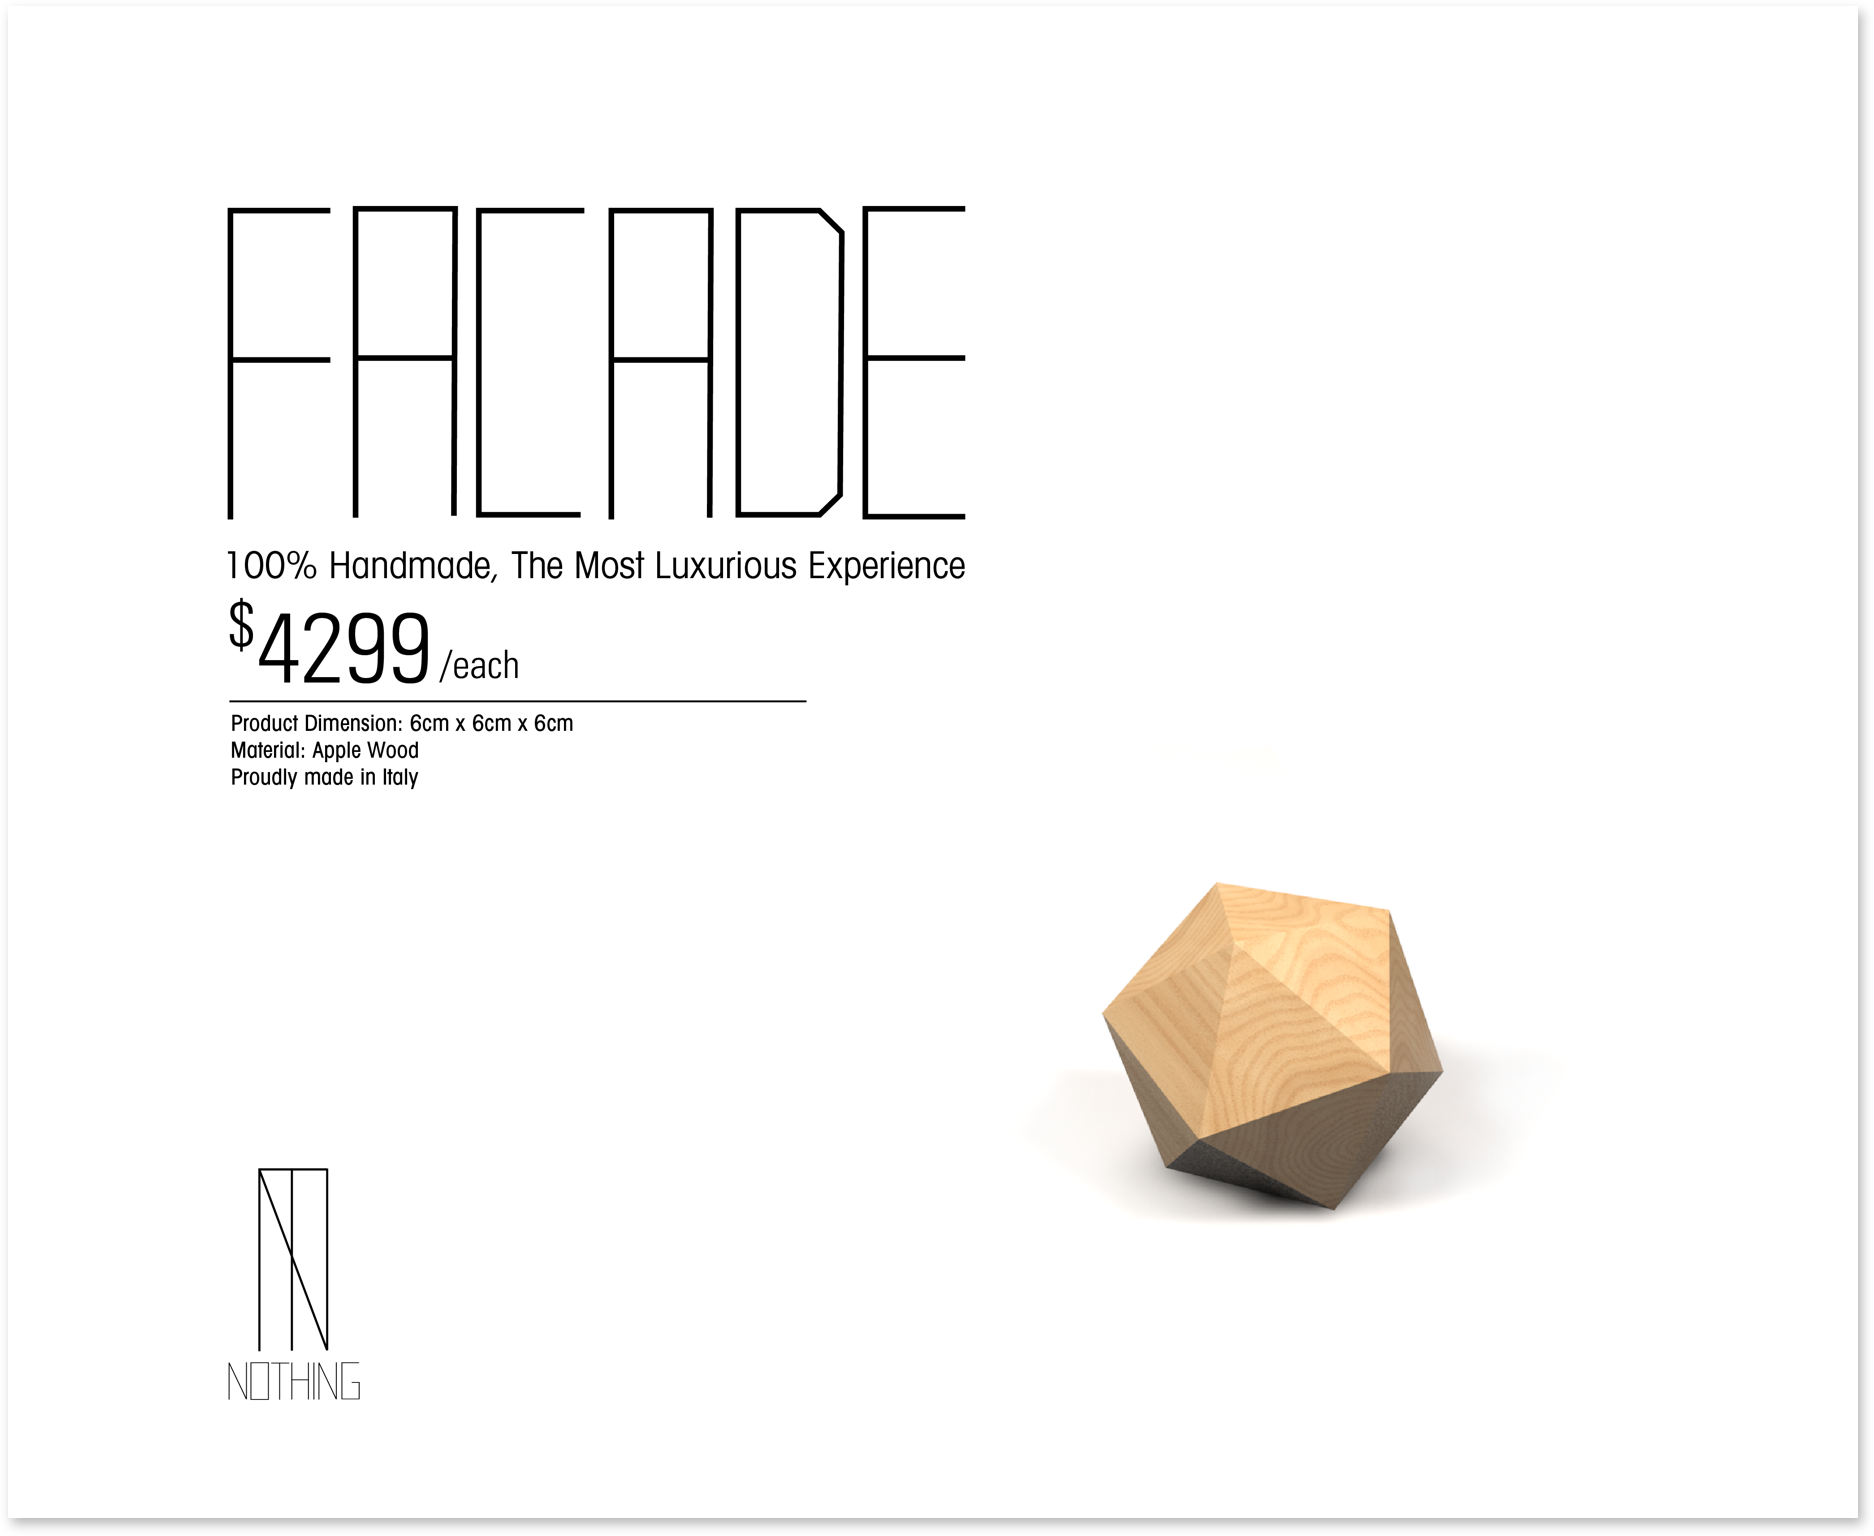 FACADE
100% Handmade, The Most Luxurious Experience
$4299/each
Product Dimension: 6cm x 6cm x 6cm
Material: Apple Wood
Proudly made in Italy
NOTHING